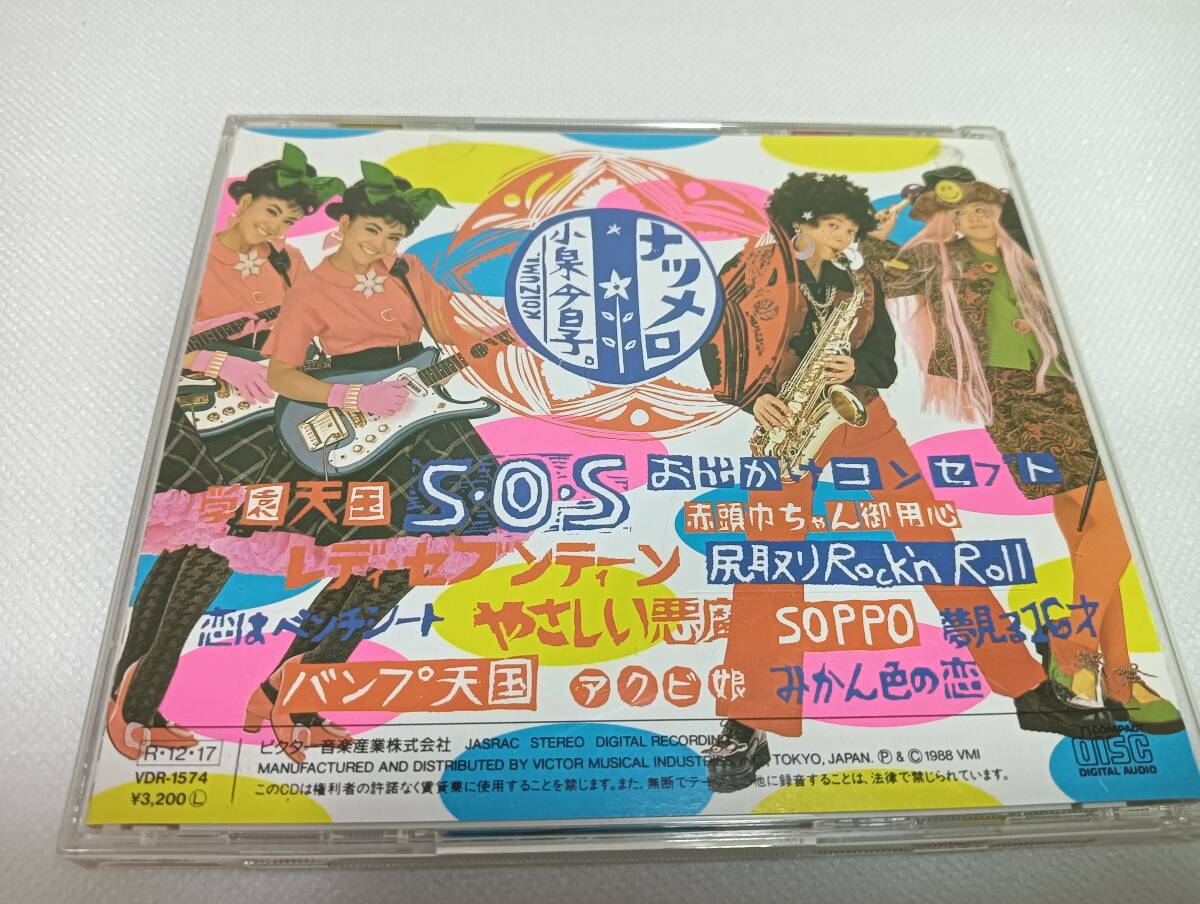 ナツメロ
小泉今日子。
KOIZUMI
学園天国 S・O・S お出かけコンセプト
赤頭巾ちゃん御用心
レディ・セブンティーン 尻取りRock'n Roll
恋はベンチシート やさしい悪魔 SOPPO 夢見る16才
バンプ天国 アクビ娘 みかん色の恋
R・12・17 ビクター音楽産業株式会社 JASRAC STEREO DIGITAL RECORDING
VDR-1574 MANUFACTURED AND DISTRIBUTED BY VICTOR MUSICAL INDUSTRIES, INC., TOKYO, JAPAN. Ⓟ & © 1988 VMI
¥3,200 Ⓛ このCDは権利者の許諾なく賃貸業に使用することを禁じます。また、無断でテープその他に録音することは、法律で禁じられています。
COMPACT
DISC
DIGITAL AUDIO